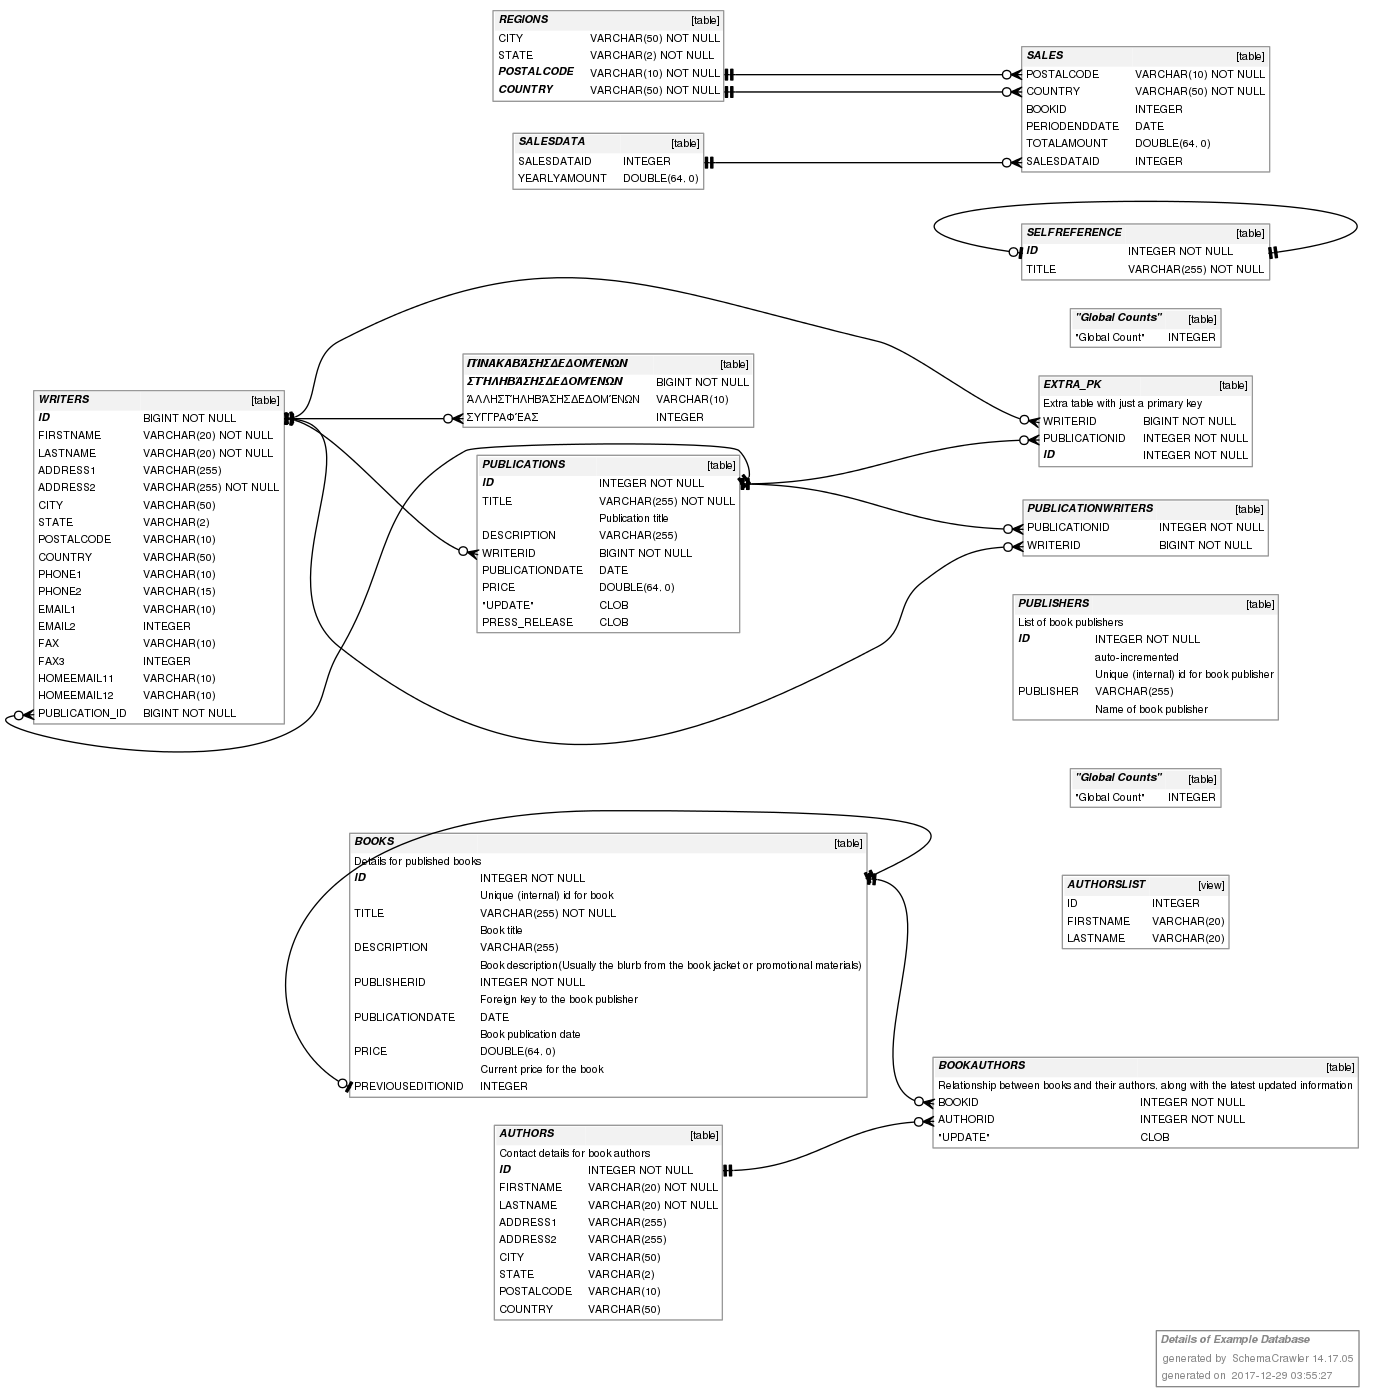 REGIONS [table]
CITY VARCHAR(50) NOT NULL
STATE VARCHAR(2) NOT NULL
POSTALCODE VARCHAR(10) NOT NULL
COUNTRY VARCHAR(50) NOT NULL
SALES [table]
POSTALCODE VARCHAR(10) NOT NULL
COUNTRY VARCHAR(50) NOT NULL
BOOKID INTEGER
PERIODENDDATE DATE
TOTALAMOUNT DOUBLE(64, 0)
SALESDATAID INTEGER
SALESDATA [table]
SALESDATAID INTEGER
YEARLYAMOUNT DOUBLE(64, 0)
SELFREFERENCE [table]
ID INTEGER NOT NULL
TITLE VARCHAR(255) NOT NULL
"Global Counts" [table]
"Global Count" INTEGER
WRITERS [table]
ID BIGINT NOT NULL
FIRSTNAME VARCHAR(20) NOT NULL
LASTNAME VARCHAR(20) NOT NULL
ADDRESS1 VARCHAR(255)
ADDRESS2 VARCHAR(255) NOT NULL
CITY VARCHAR(50)
STATE VARCHAR(2)
POSTALCODE VARCHAR(10)
COUNTRY VARCHAR(50)
PHONE1 VARCHAR(10)
PHONE2 VARCHAR(15)
EMAIL1 VARCHAR(10)
EMAIL2 INTEGER
FAX VARCHAR(10)
FAX3 INTEGER
HOMEEMAIL11 VARCHAR(10)
HOMEEMAIL12 VARCHAR(10)
PUBLICATION_ID BIGINT NOT NULL
ΠΊΝΑΚΑΒΆΣΗΣΔΕΔΟΜΈΝΩΝ [table]
ΣΤΉΛΗΒΆΣΗΣΔΕΔΟΜΈΝΩΝ BIGINT NOT NULL
ΆΛΛΗΣΤΉΛΗΒΆΣΗΣΔΕΔΟΜΈΝΩΝ VARCHAR(10)
ΣΥΓΓΡΑΦΈΑΣ INTEGER
PUBLICATIONS [table]
ID INTEGER NOT NULL
TITLE VARCHAR(255) NOT NULL
Publication title
DESCRIPTION VARCHAR(255)
WRITERID BIGINT NOT NULL
PUBLICATIONDATE DATE
PRICE DOUBLE(64, 0)
"UPDATE" CLOB
PRESS_RELEASE CLOB
EXTRA_PK [table]
Extra table with just a primary key
WRITERID BIGINT NOT NULL
PUBLICATIONID INTEGER NOT NULL
ID INTEGER NOT NULL
PUBLICATIONWRITERS [table]
PUBLICATIONID INTEGER NOT NULL
WRITERID BIGINT NOT NULL
PUBLISHERS [table]
List of book publishers
ID INTEGER NOT NULL
auto-incremented
Unique (internal) id for book publisher
PUBLISHER VARCHAR(255)
Name of book publisher
"Global Counts" [table]
"Global Count" INTEGER
BOOKS [table]
Details for published books
ID INTEGER NOT NULL
Unique (internal) id for book
TITLE VARCHAR(255) NOT NULL
Book title
DESCRIPTION VARCHAR(255)
Book description(Usually the blurb from the book jacket or promotional materials)
PUBLISHERID INTEGER NOT NULL
Foreign key to the book publisher
PUBLICATIONDATE DATE
Book publication date
PRICE DOUBLE(64, 0)
Current price for the book
PREVIOUSEDITIONID INTEGER
AUTHORSLIST [view]
ID INTEGER
FIRSTNAME VARCHAR(20)
LASTNAME VARCHAR(20)
BOOKAUTHORS [table]
Relationship between books and their authors, along with the latest updated information
BOOKID INTEGER NOT NULL
AUTHORID INTEGER NOT NULL
"UPDATE" CLOB
AUTHORS [table]
Contact details for book authors
ID INTEGER NOT NULL
FIRSTNAME VARCHAR(20) NOT NULL
LASTNAME VARCHAR(20) NOT NULL
ADDRESS1 VARCHAR(255)
ADDRESS2 VARCHAR(255)
CITY VARCHAR(50)
STATE VARCHAR(2)
POSTALCODE VARCHAR(10)
COUNTRY VARCHAR(50)
Details of Example Database
generated by SchemaCrawler 14.17.05
generated on 2017-12-29 03:55:27